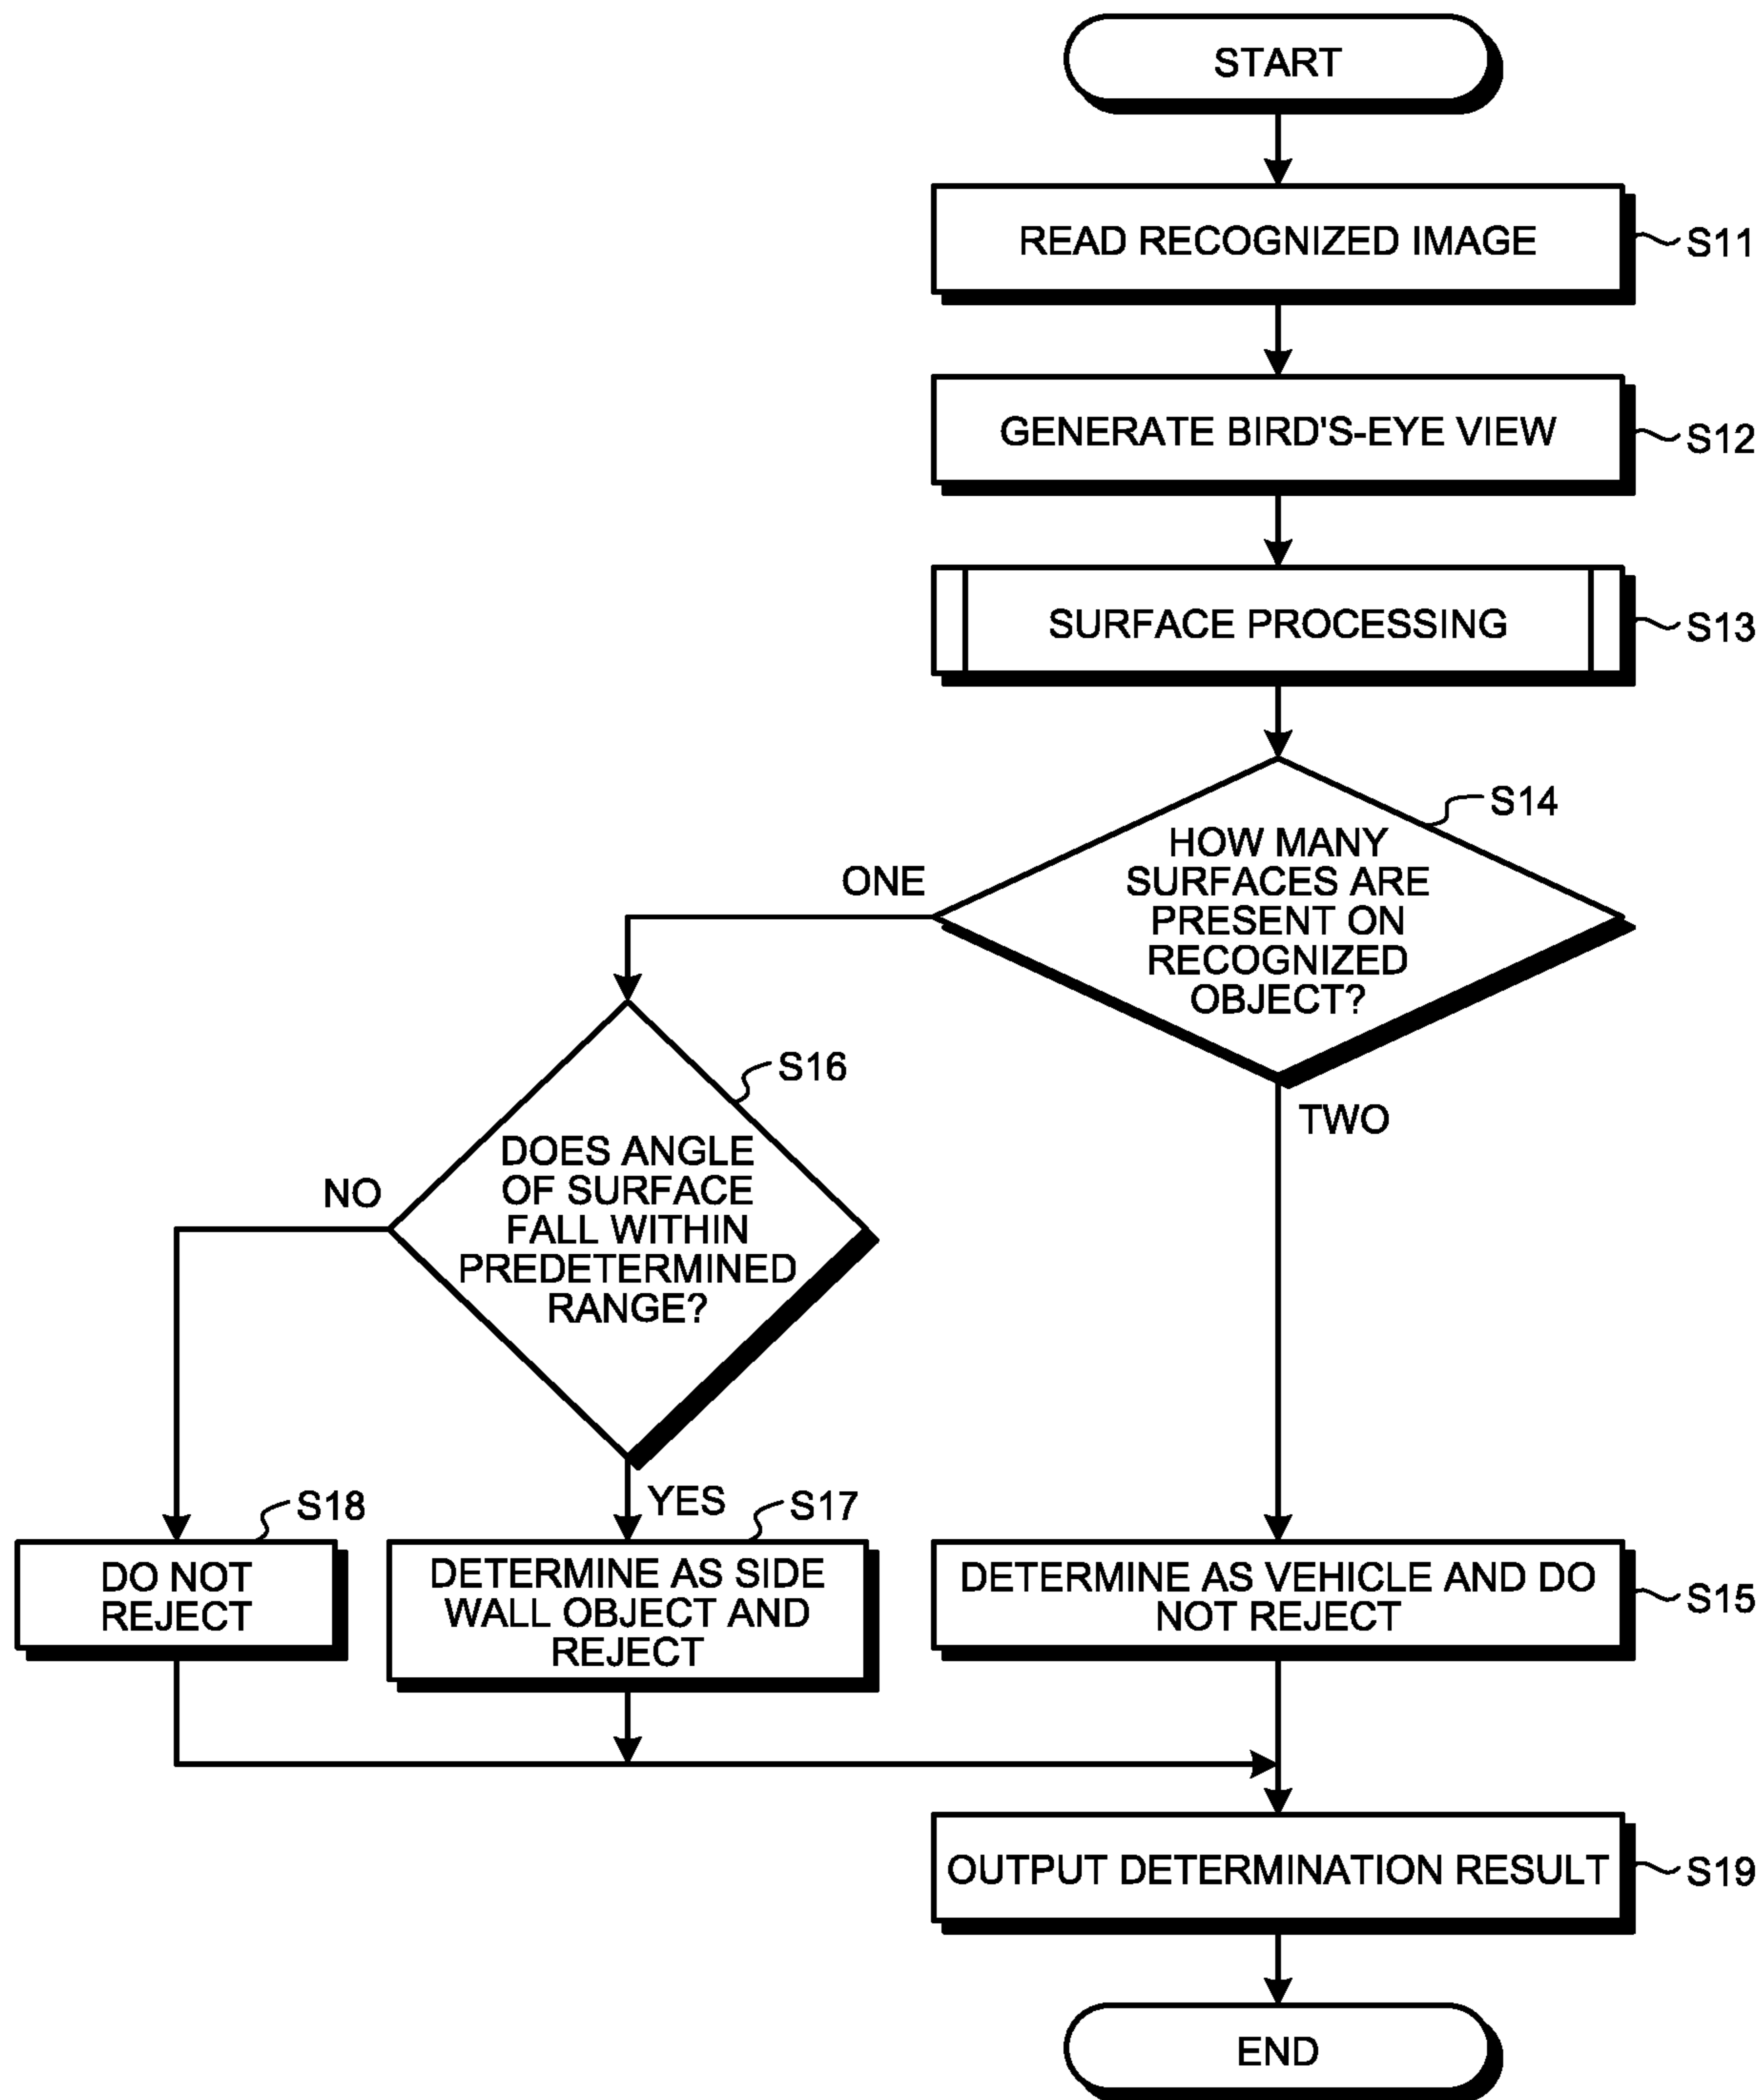 START
READ RECOGNIZED IMAGE
S11
GENERATE BIRD'S-EYE VIEW
S12
SURFACE PROCESSING
S13
S14
HOW MANY
SURFACES ARE
PRESENT ON
RECOGNIZED
OBJECT?
ONE
TWO
S16
DOES ANGLE
OF SURFACE
FALL WITHIN
PREDETERMINED
RANGE?
NO
YES
S18
DO NOT
REJECT
S17
DETERMINE AS SIDE
WALL OBJECT AND
REJECT
DETERMINE AS VEHICLE AND DO
NOT REJECT
S15
OUTPUT DETERMINATION RESULT
S19
END